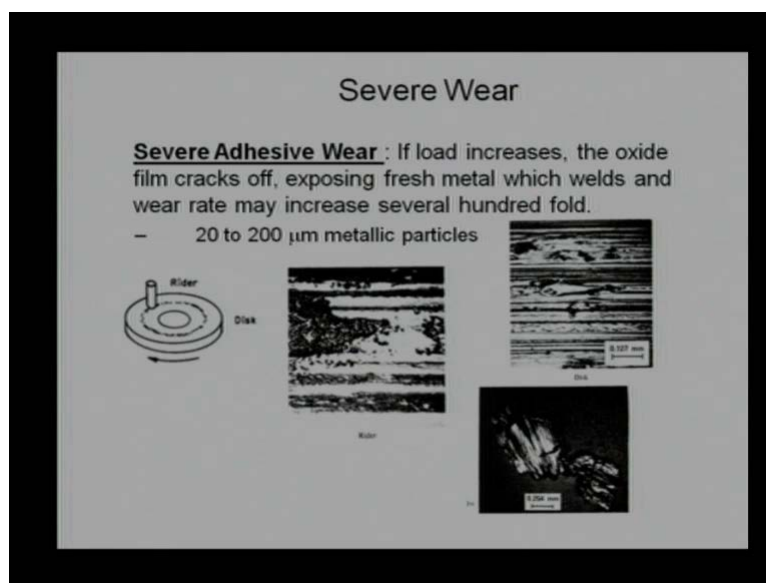 Severe Wear
Severe Adhesive Wear : If load increases, the oxide
film cracks off, exposing fresh metal which welds and
wear rate may increase several hundred fold.
– 20 to 200 µm metallic particles
Rider
Disk
0.127 mm
Disk
Rider
0.254 mm